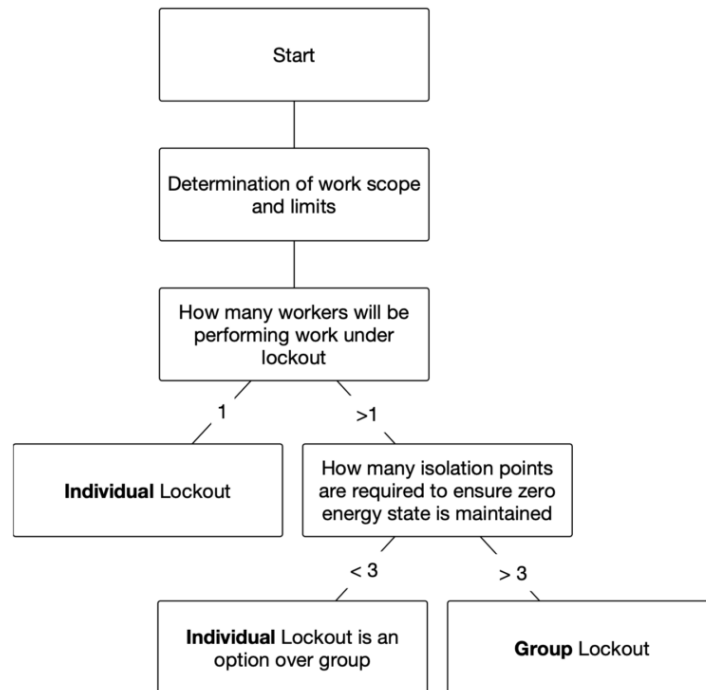 Start
Determination of work scope
and limits
How many workers will be
performing work under
lockout
1
>1
Individual Lockout
How many isolation points
are required to ensure zero
energy state is maintained
< 3
> 3
Individual Lockout is an
option over group
Group Lockout